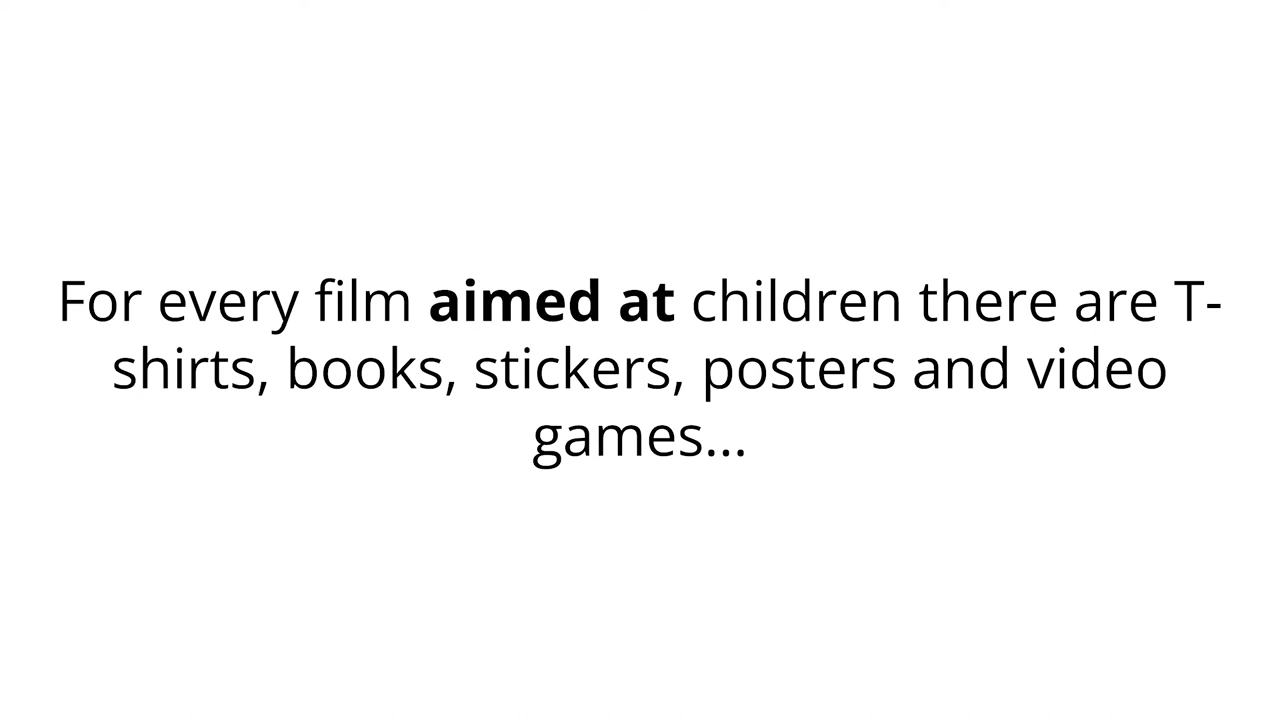 For every film aimed at children there are T-
shirts, books, stickers, posters and video
games...